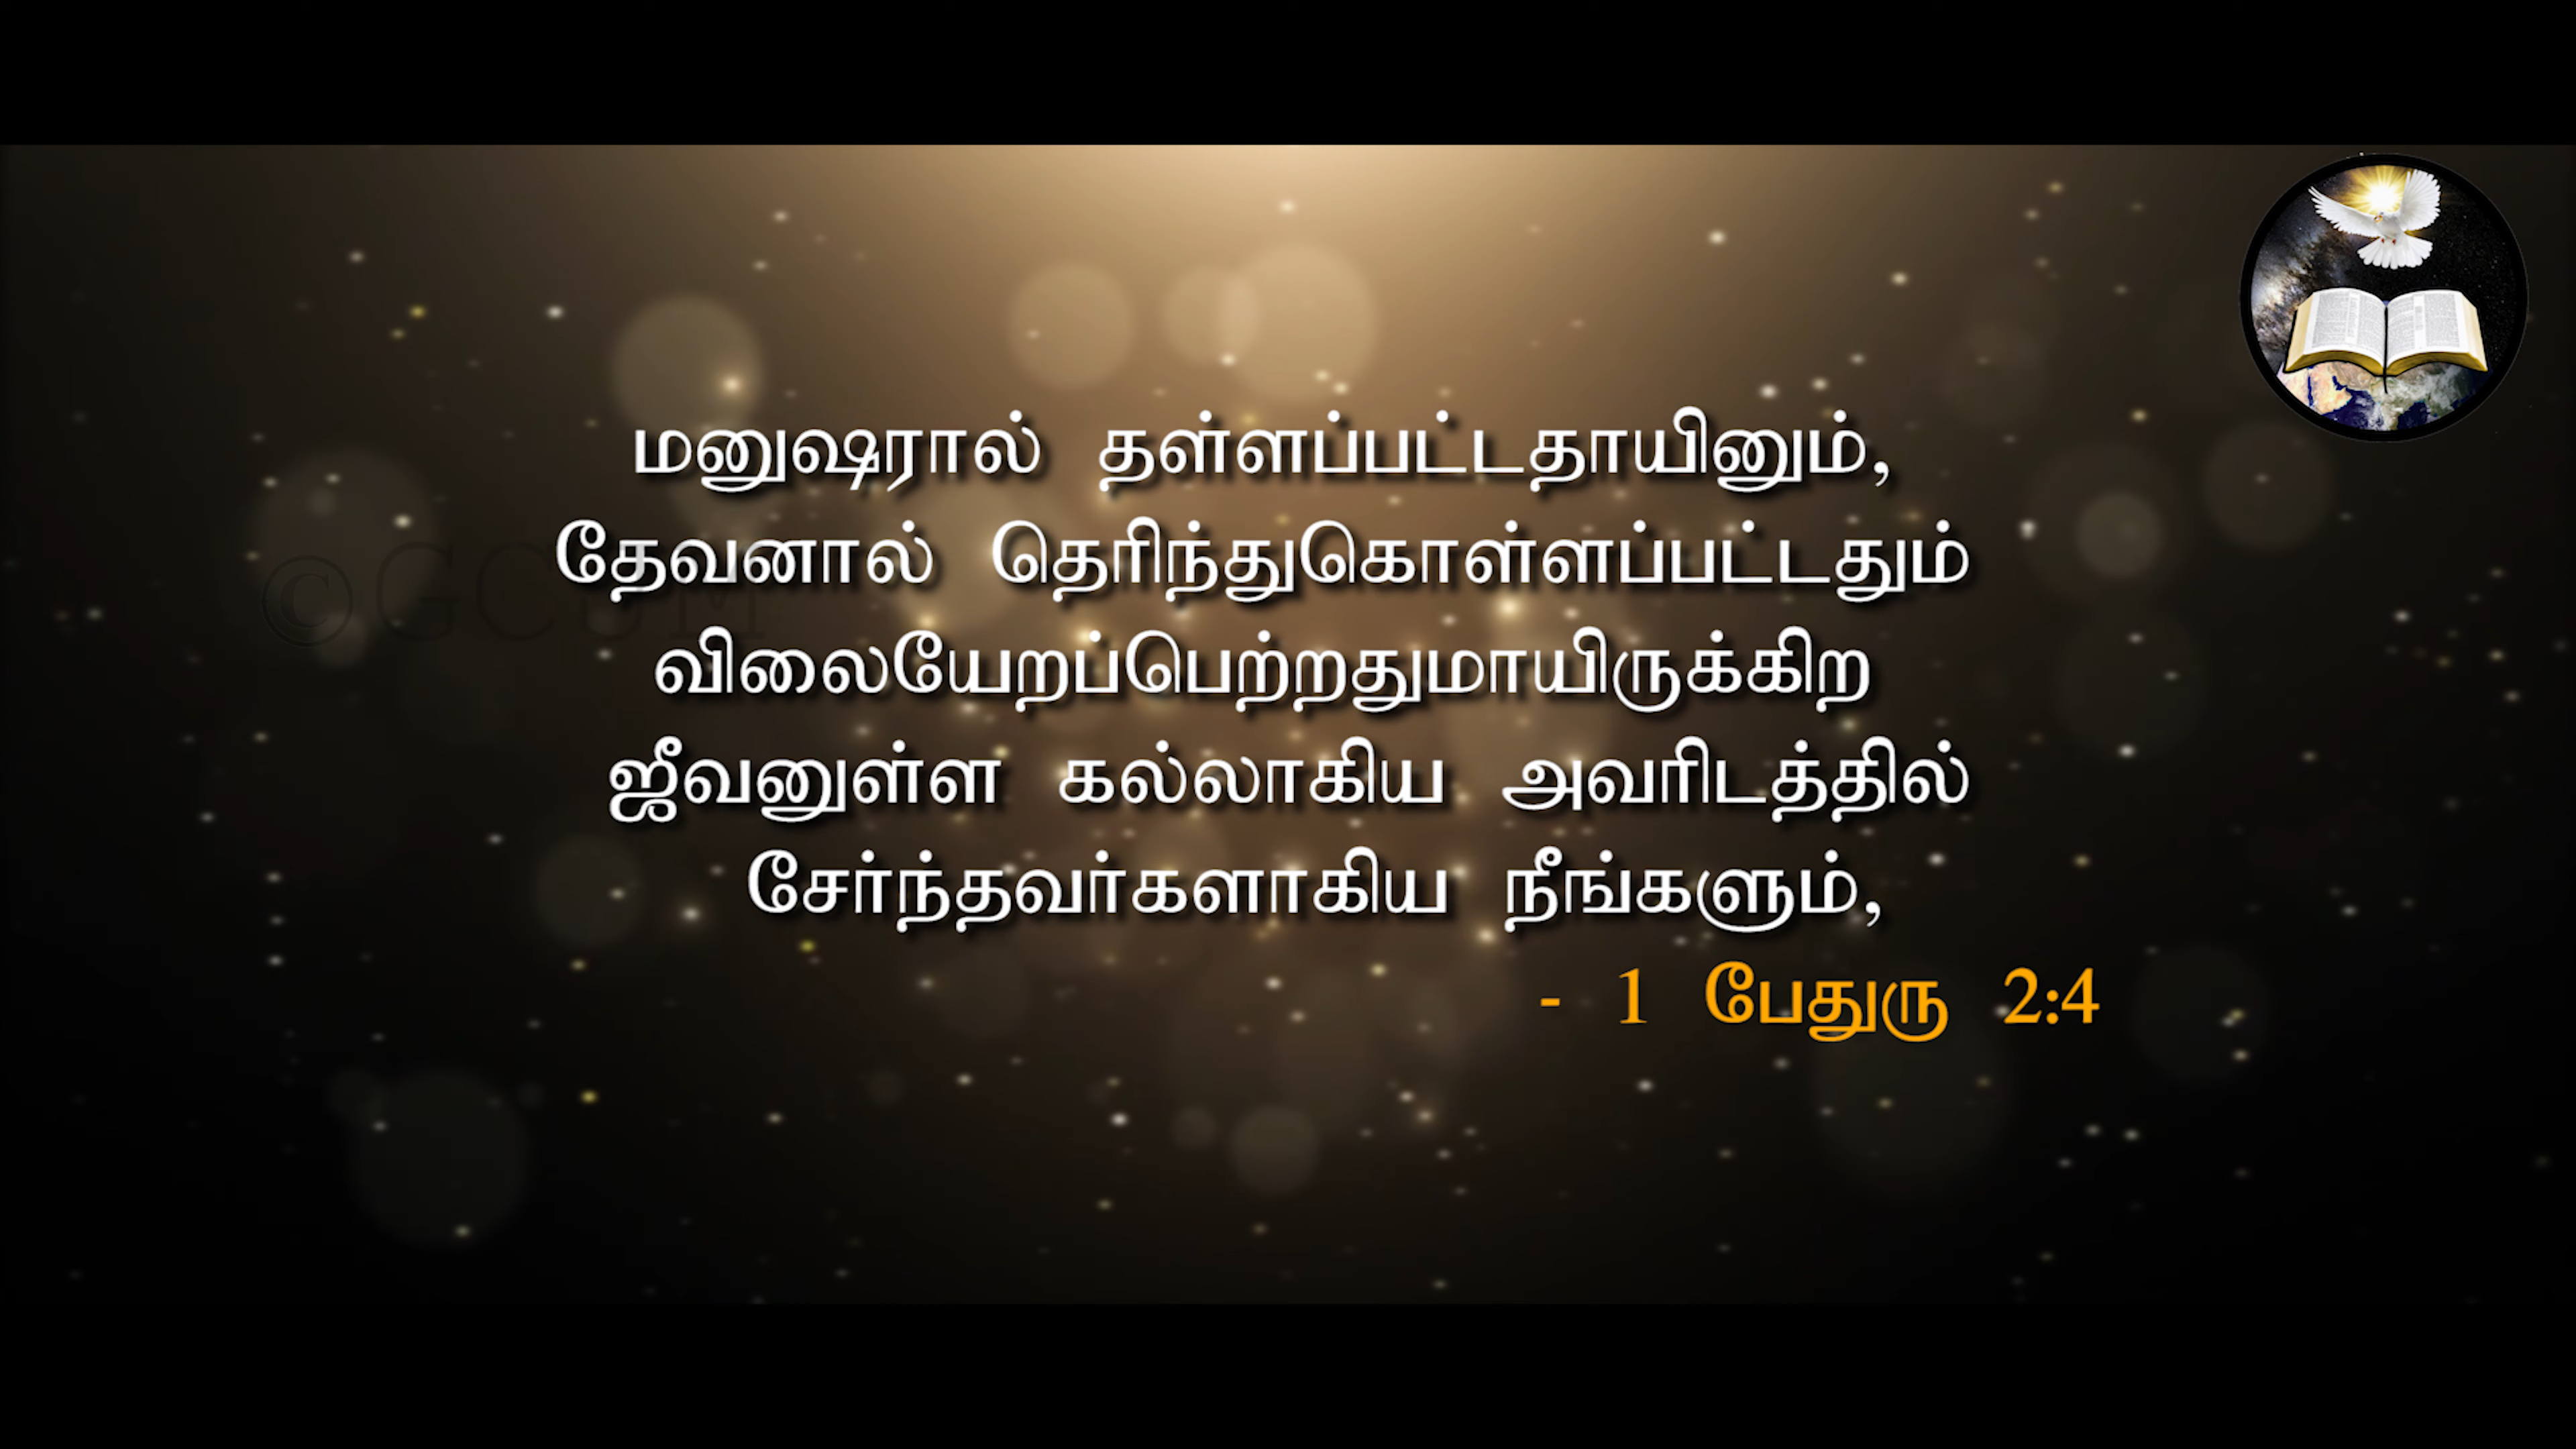 மனுஷரால் தள்ளப்பட்டதாயினும்,
தேவனால் தெரிந்துகொள்ளப்பட்டதும்
விலையேறப்பெற்றதுமாயிருக்கிற
ஜீவனுள்ள கல்லாகிய அவரிடத்தில்
சேர்ந்தவர்களாகிய நீங்களும்,
- 1 பேதுரு 2:4